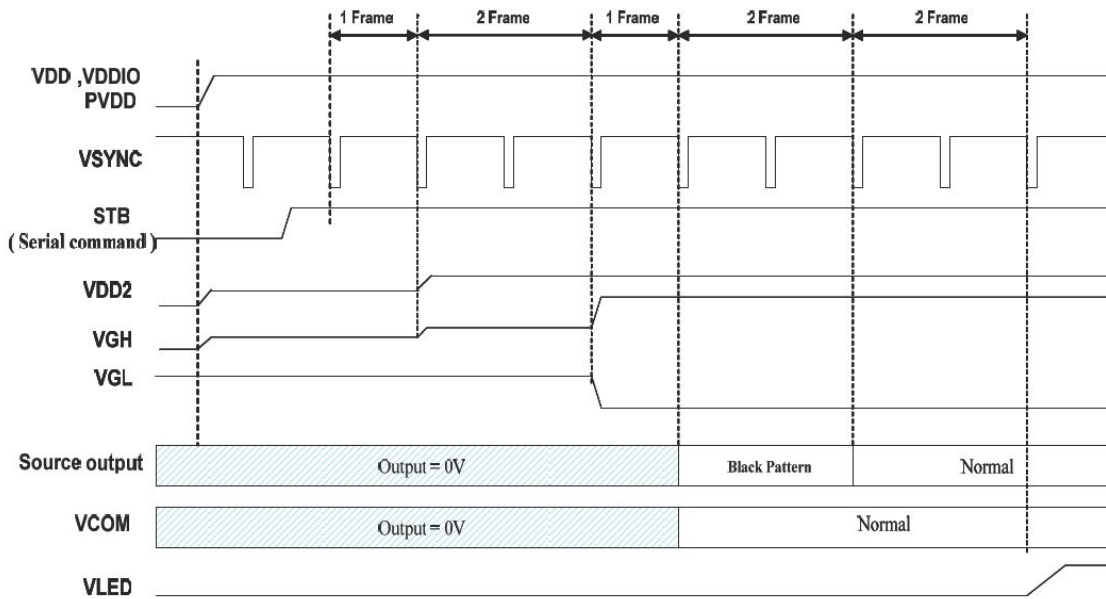 1 Frame 2 Frame 1 Frame 2 Frame 2 Frame
VDD ,VDDIO
PVDD
VSYNC
STB
( Serial command )
VDD2
VGH
VGL
Source output Output = 0V Black Pattern Normal
VCOM Output = 0V Normal
VLED